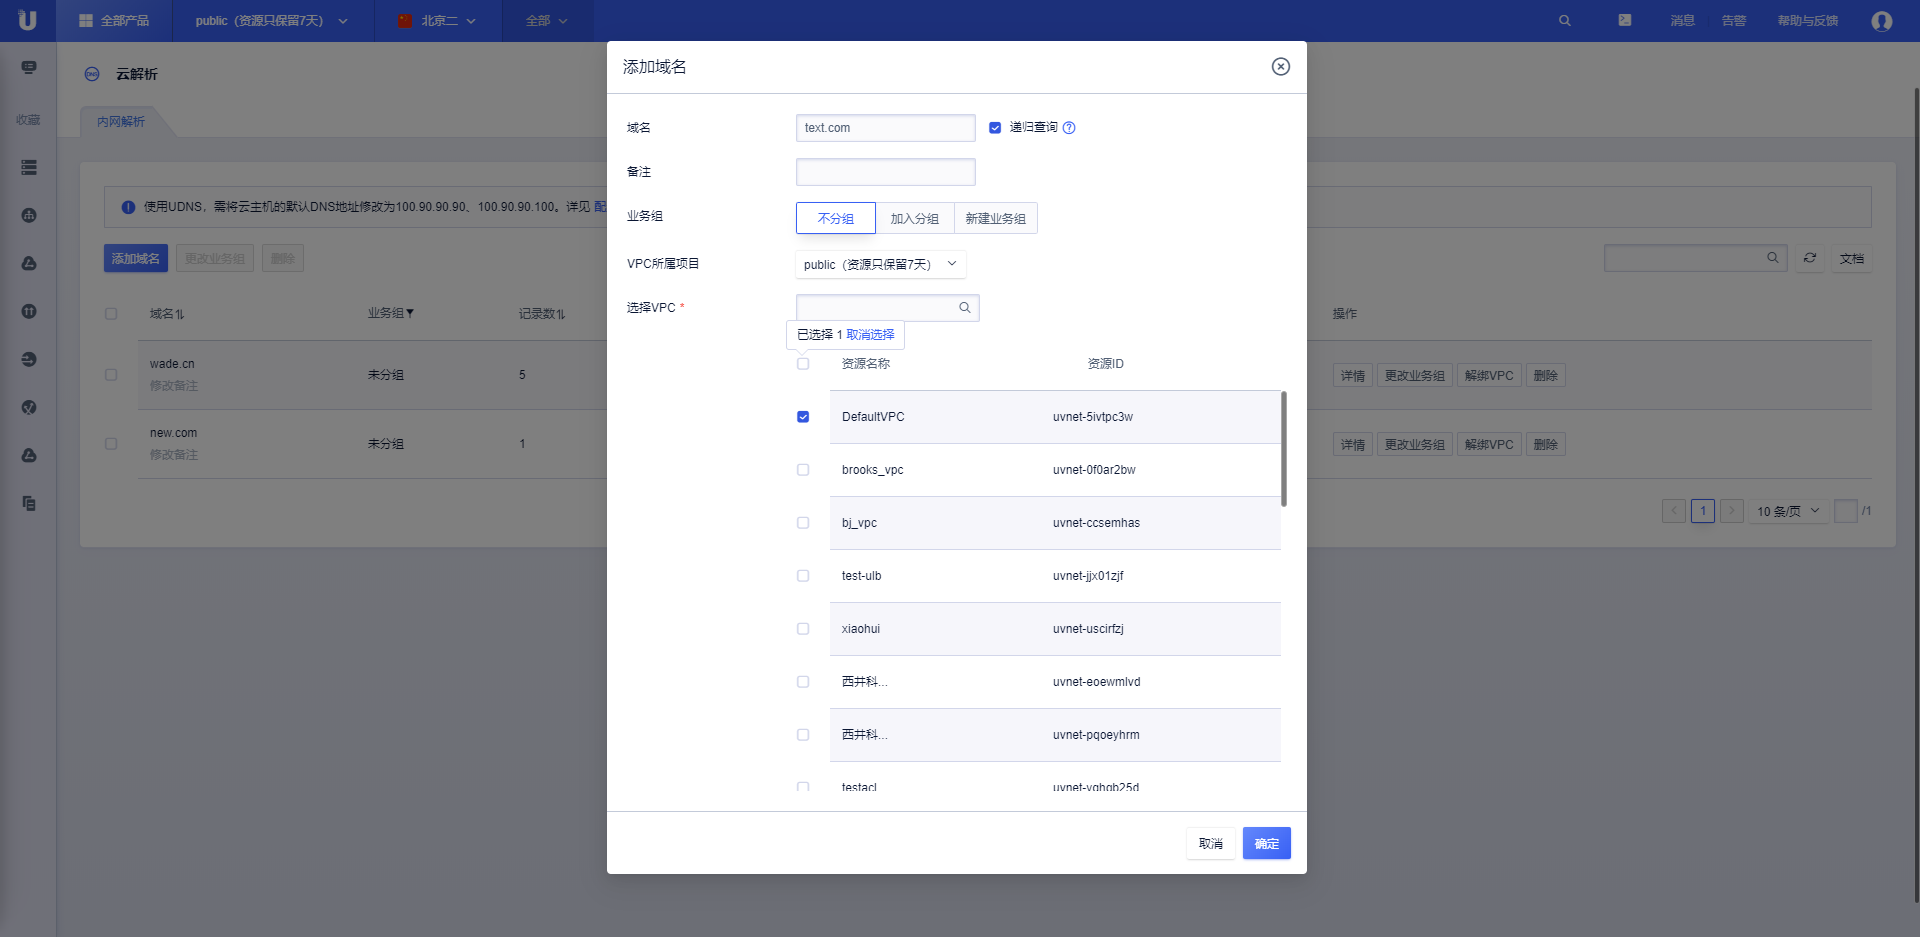 全部产品
public（资源只保留7天）
北京二
全部
消息
告警
帮助与反馈
收藏
DNS
云解析
内网解析
使用UDNS，需将云主机的默认DNS地址修改为100.90.90.90、100.90.90.100。详见 配
添加域名
更改业务组
删除
文档
域名
业务组
记录数
操作
wade.cn
修改备注
未分组
5
详情
更改业务组
解绑VPC
删除
new.com
修改备注
未分组
1
详情
更改业务组
解绑VPC
删除
1
10 条/页
/1
添加域名
域名
text.com
递归查询
备注
业务组
不分组
加入分组
新建业务组
VPC所属项目
public（资源只保留7天）
选择VPC *
已选择 1 取消选择
资源名称
资源ID
DefaultVPC
uvnet-5ivtpc3w
brooks_vpc
uvnet-0f0ar2bw
bj_vpc
uvnet-ccsemhas
test-ulb
uvnet-jjx01zjf
xiaohui
uvnet-uscirfzj
西井科...
uvnet-eoewmlvd
西井科...
uvnet-pqoeyhrm
testacl
取消
确定